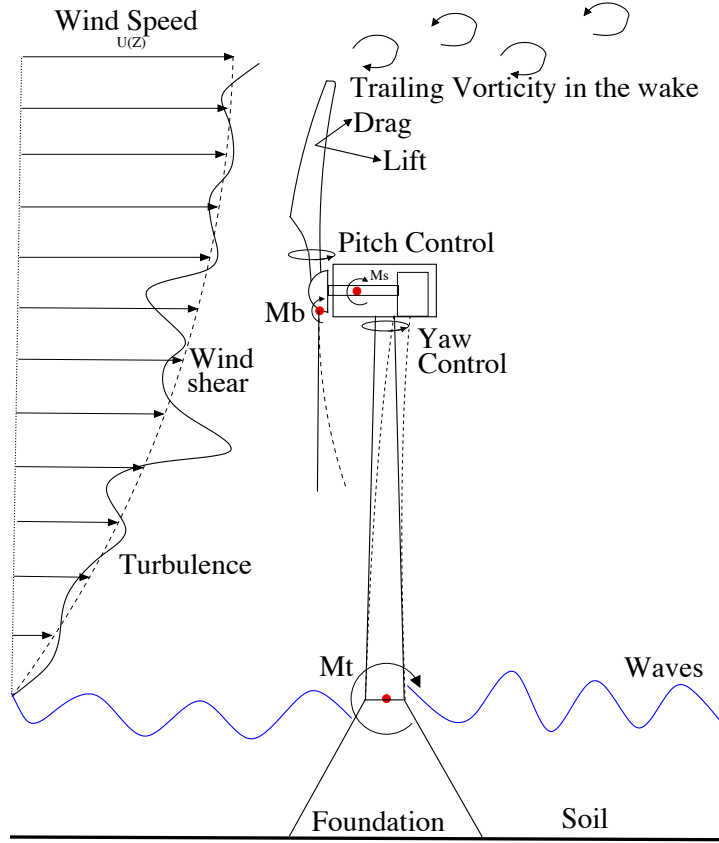 Wind Speed
U(Z)
Trailing Vorticity in the wake
Drag
Lift
Pitch Control
Ms
Mb
Yaw
Control
Wind
shear
Turbulence
Mt
Waves
Foundation
Soil